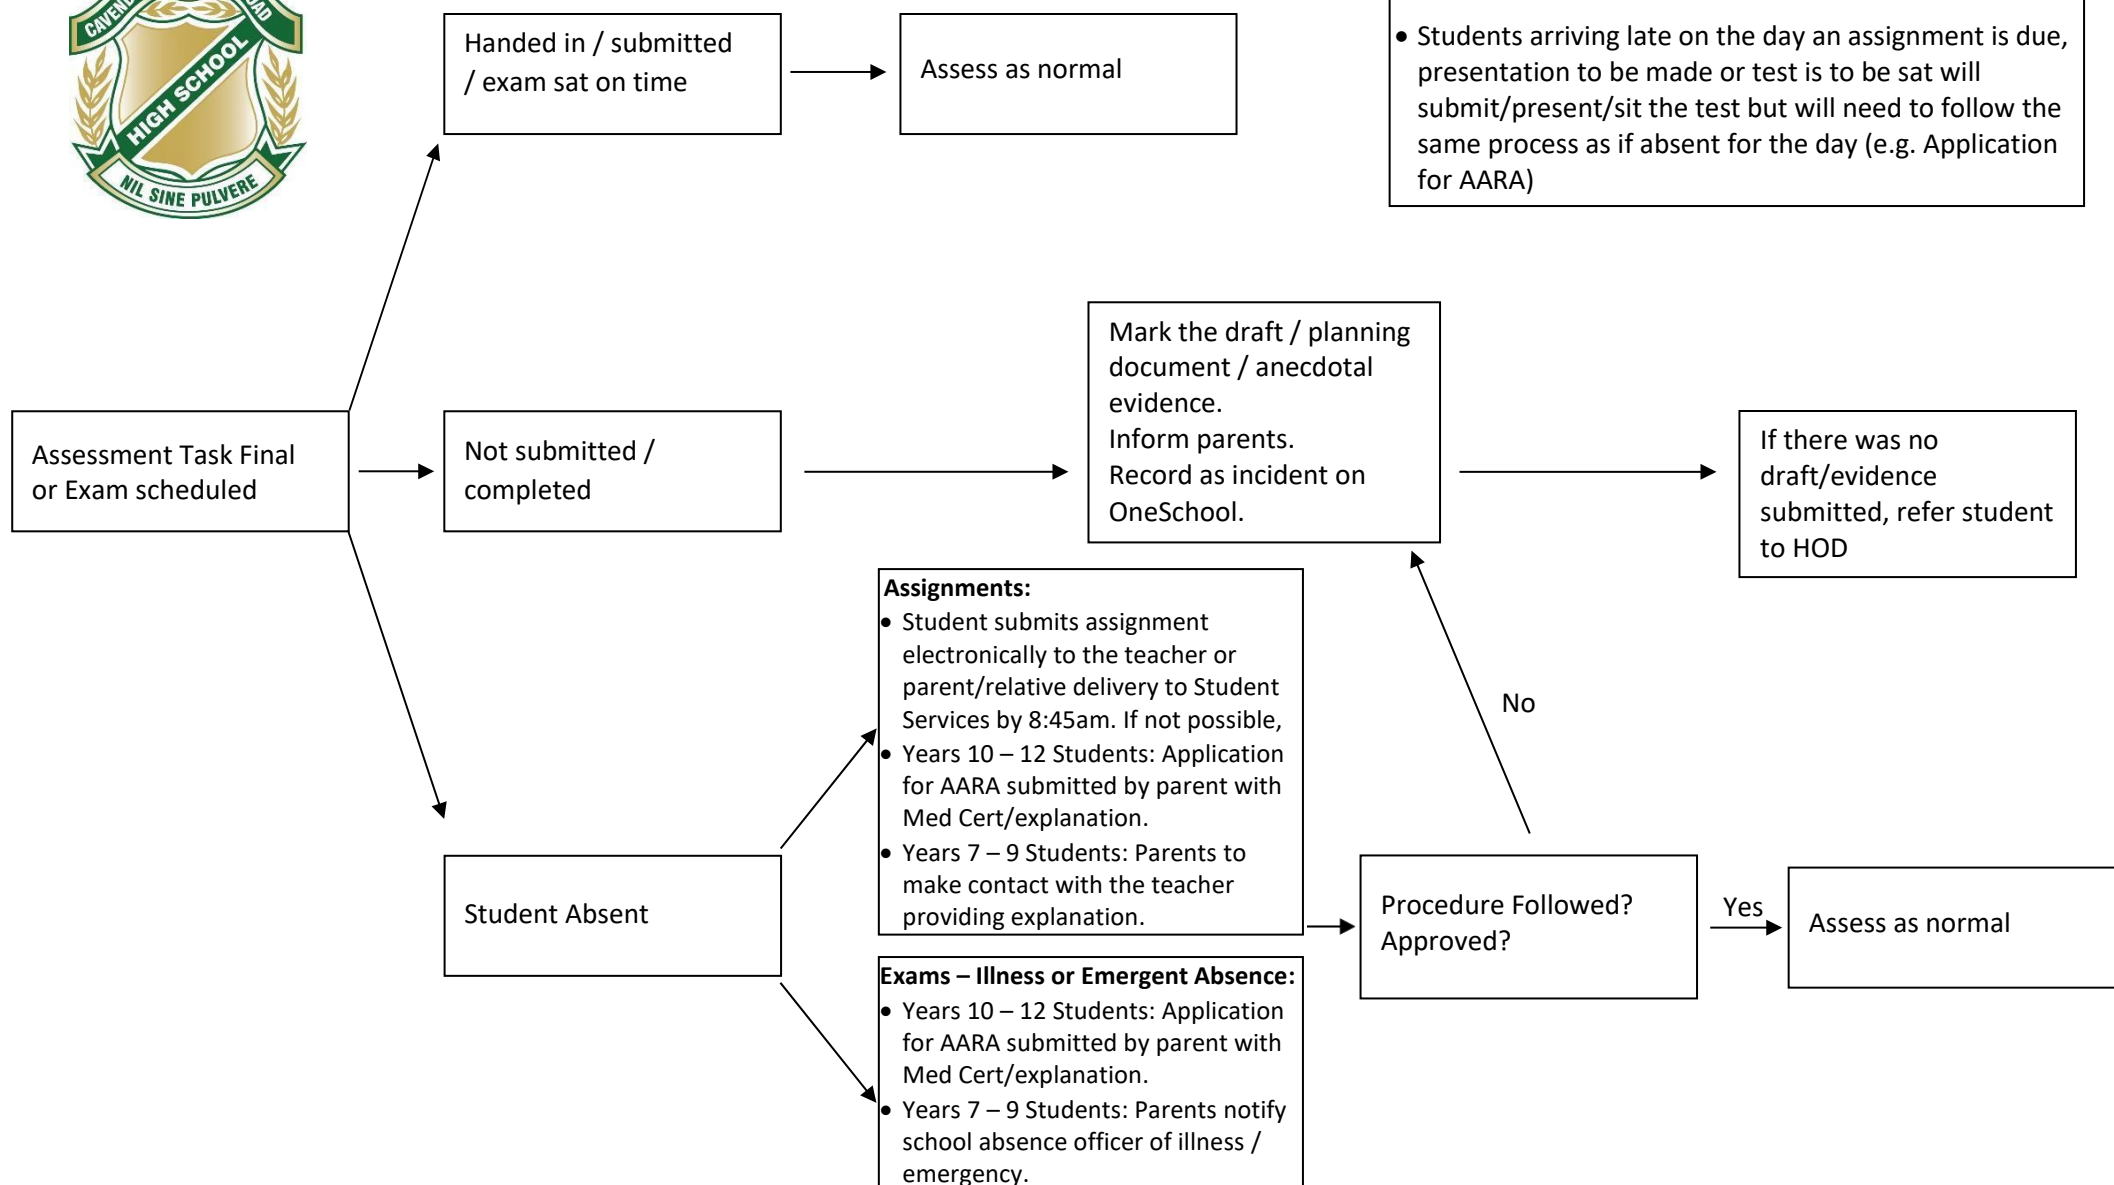 HIGH SCHOOL
NIL SINE PULVERE
Handed in / submitted
/ exam sat on time
Assess as normal
• Students arriving late on the day an assignment is due,
presentation to be made or test is to be sat will
submit/present/sit the test but will need to follow the
same process as if absent for the day (e.g. Application
for AARA)
Assessment Task Final
or Exam scheduled
Not submitted /
completed
Mark the draft / planning
document / anecdotal
evidence.
Inform parents.
Record as incident on
OneSchool.
If there was no
draft/evidence
submitted, refer student
to HOD
Student Absent
Assignments:
• Student submits assignment
electronically to the teacher or
parent/relative delivery to Student
Services by 8:45am. If not possible,
• Years 10 – 12 Students: Application
for AARA submitted by parent with
Med Cert/explanation.
• Years 7 – 9 Students: Parents to
make contact with the teacher
providing explanation.
Exams – Illness or Emergent Absence:
• Years 10 – 12 Students: Application
for AARA submitted by parent with
Med Cert/explanation.
• Years 7 – 9 Students: Parents notify
school absence officer of illness /
emergency.
No
Procedure Followed?
Approved?
Yes
Assess as normal